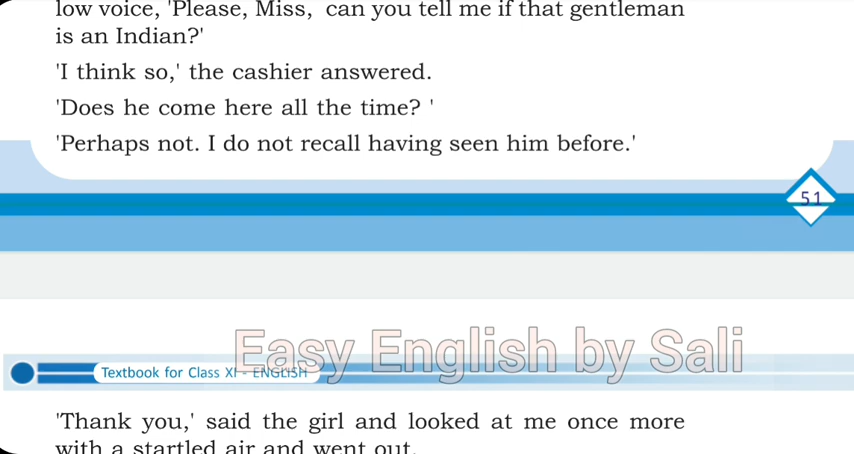 low voice, 'Please, Miss, can you tell me if that gentleman
is an Indian?'
'I think so,' the cashier answered.
'Does he come here all the time? '
'Perhaps not. I do not recall having seen him before.'
51
Easy English by Sali
Textbook for Class XI - ENGLISH
'Thank you,' said the girl and looked at me once more
with a startled air and went out.